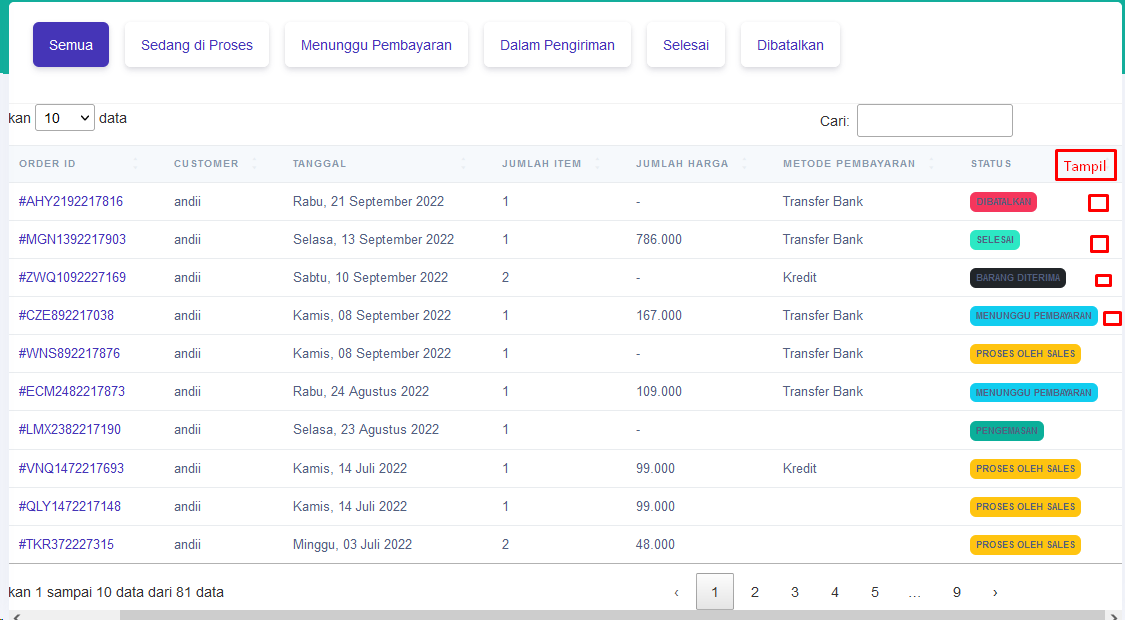 Semua Sedang di Proses Menunggu Pembayaran Dalam Pengiriman Selesai Dibatalkan
kan 10 data Cari:
ORDER ID CUSTOMER TANGGAL JUMLAH ITEM JUMLAH HARGA METODE PEMBAYARAN STATUS Tampil
#AHY2192217816 andii Rabu, 21 September 2022 1 - Transfer Bank DIBATALKAN
#MGN1392217903 andii Selasa, 13 September 2022 1 786.000 Transfer Bank SELESAI
#ZWQ1092227169 andii Sabtu, 10 September 2022 2 - Kredit BARANG DITERIMA
#CZE892217038 andii Kamis, 08 September 2022 1 167.000 Transfer Bank MENUNGGU PEMBAYARAN
#WNS892217876 andii Kamis, 08 September 2022 1 - Transfer Bank PROSES OLEH SALES
#ECM2482217873 andii Rabu, 24 Agustus 2022 1 109.000 Transfer Bank MENUNGGU PEMBAYARAN
#LMX2382217190 andii Selasa, 23 Agustus 2022 1 - PENGEMASAN
#VNQ1472217693 andii Kamis, 14 Juli 2022 1 99.000 Kredit PROSES OLEH SALES
#QLY1472217148 andii Kamis, 14 Juli 2022 1 99.000 PROSES OLEH SALES
#TKR372227315 andii Minggu, 03 Juli 2022 2 48.000 PROSES OLEH SALES
kan 1 sampai 10 data dari 81 data ‹ 1 2 3 4 5 … 9 ›